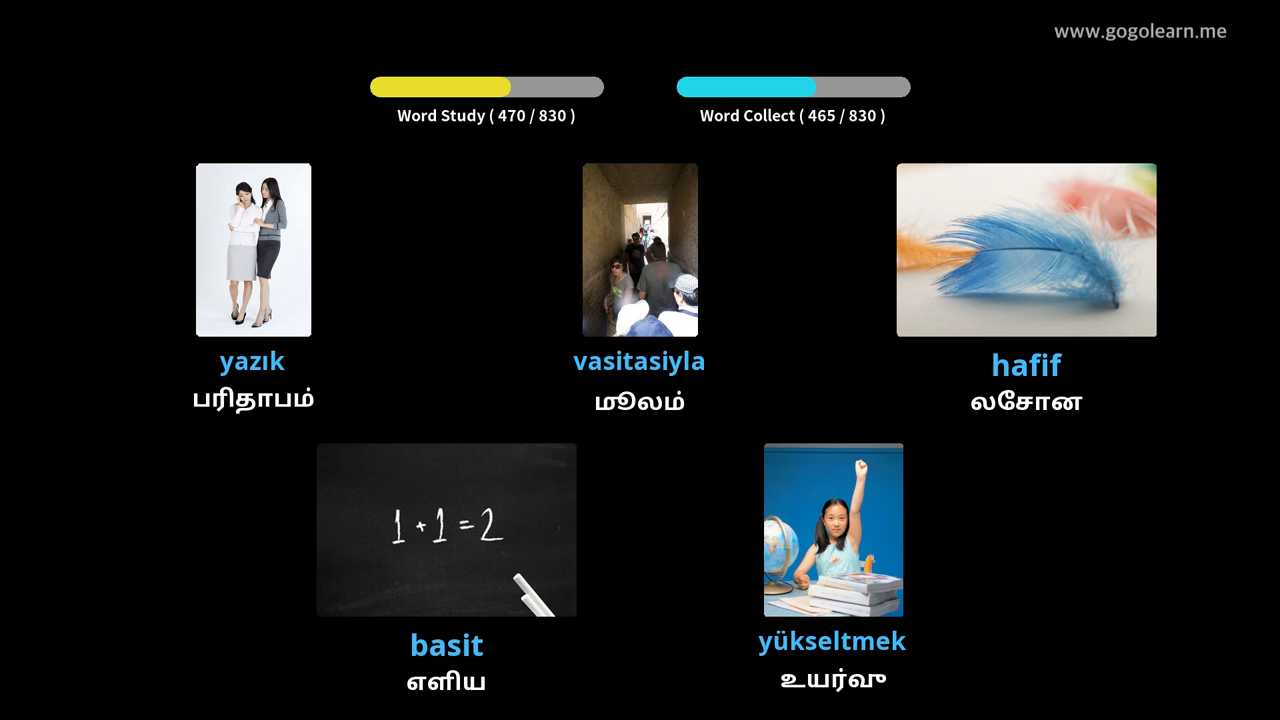 www.gogolearn.me
Word Study ( 470 / 830 )
Word Collect ( 465 / 830 )
yazık
பரிதாபம்
vasitasiyla
மூலம்
hafif
லசோன
1 + 1 = 2
basit
எளிய
yükseltmek
உயர்வு